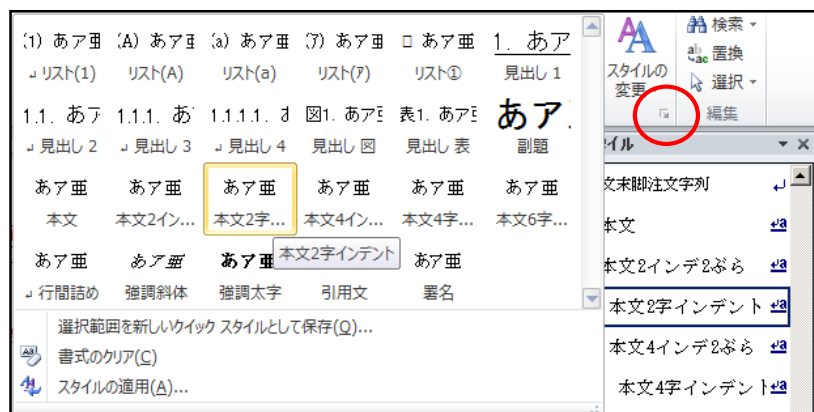 (1) あア亜 (A) あア亜 (a) あア亜 (ア) あア亜 □ あア亜 1. あア
リスト(1) リスト(A) リスト(a) リスト(ア) リスト① 見出し 1
1.1. あア 1.1.1. あ 1.1.1.1. あ 図1. あア亜 表1. あア亜 あア.
見出し 2 見出し 3 見出し 4 見出し 図 見出し 表 副題
あア亜 あア亜 あア亜 あア亜 あア亜 あア亜
本文 本文2イン... 本文2字... 本文4イン... 本文4字... 本文6字...
本文2字インデント
あア亜 あア亜 あア亜 あア亜
行間詰め 強調斜体 強調太字 引用文 署名
選択範囲を新しいクイック スタイルとして保存(Q)...
書式のクリア(C)
スタイルの適用(A)...
スタイルの
変更
検索
置換
選択
編集
イル
文末脚注文字列
本文
本文2インデ2ぶら
本文2字インデント
本文4インデ2ぶら
本文4字インデント